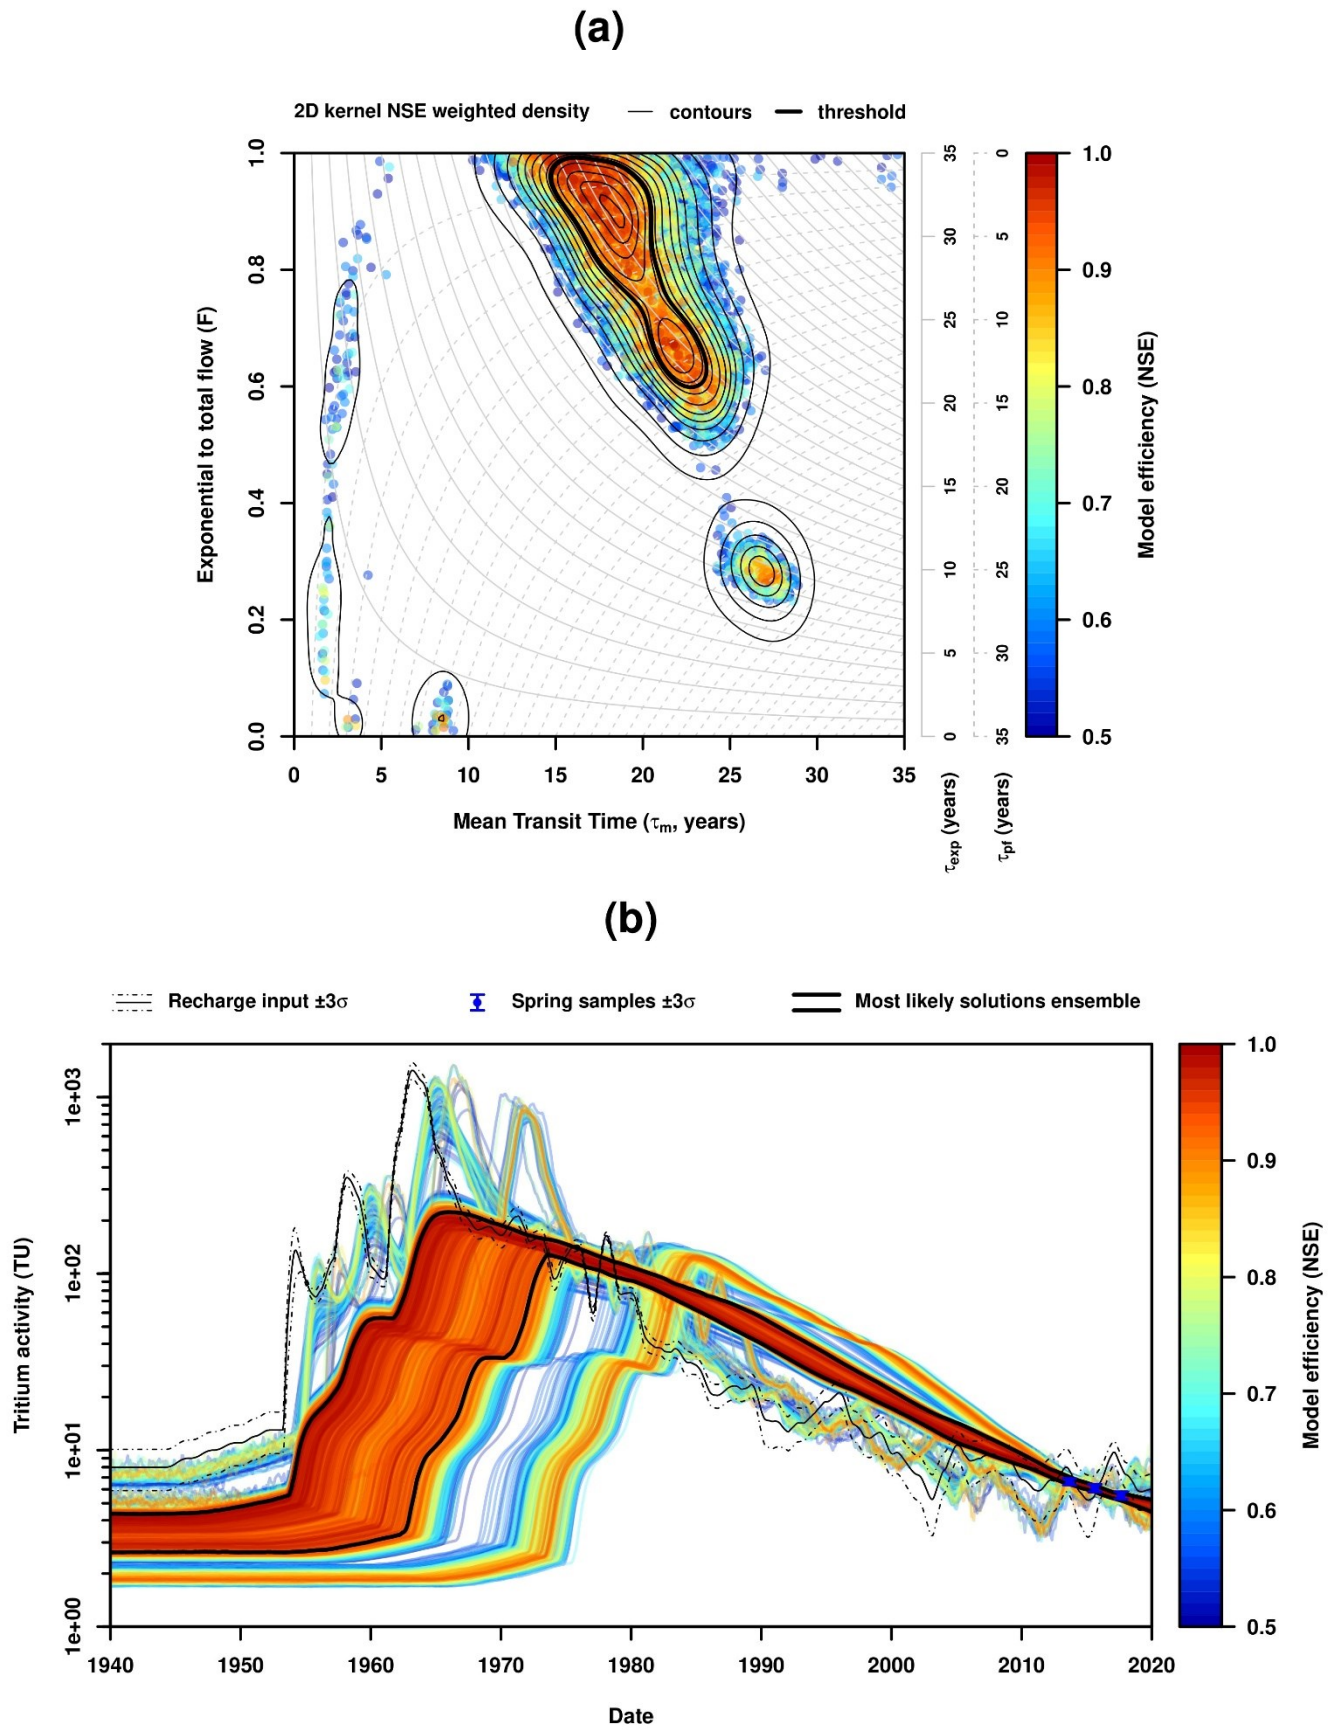 (a)
2D kernel NSE weighted density contours threshold
Exponential to total flow (F)
1.0
0.8
0.6
0.4
0.2
0.0
0 5 10 15 20 25 30 35
Mean Transit Time (τm, years)
35
30
25
20
15
10
5
0
τexp (years)
0
5
10
15
20
25
30
35
τpf (years)
1.0
0.9
0.8
0.7
0.6
0.5
Model efficiency (NSE)
(b)
Recharge input ±3σ Spring samples ±3σ Most likely solutions ensemble
Tritium activity (TU)
1e+03
1e+02
1e+01
1e+00
1940 1950 1960 1970 1980 1990 2000 2010 2020
Date
1.0
0.9
0.8
0.7
0.6
0.5
Model efficiency (NSE)